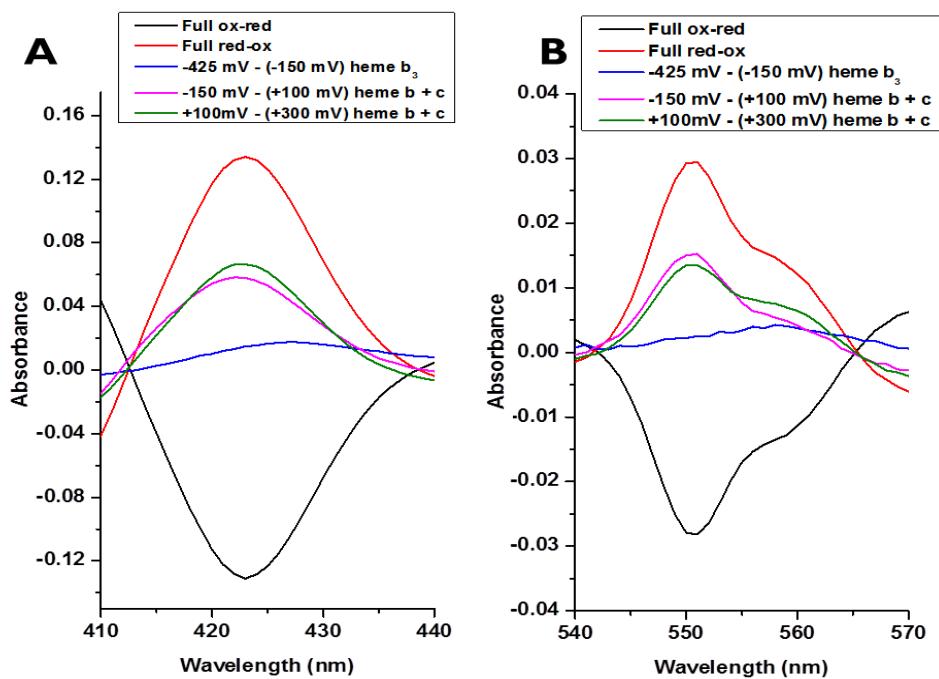 A
Full ox-red
Full red-ox
-425 mV - (-150 mV) heme b₃
-150 mV - (+100 mV) heme b + c
+100mV - (+300 mV) heme b + c
0.16
0.12
0.08
0.04
0.00
-0.04
-0.08
-0.12
Absorbance
410
420
430
440
Wavelength (nm)
B
Full ox-red
Full red-ox
-425 mV - (-150 mV) heme b₃
-150 mV - (+100 mV) heme b + c
+100mV - (+300 mV) heme b + c
0.04
0.03
0.02
0.01
0.00
-0.01
-0.02
-0.03
-0.04
Absorbance
540
550
560
570
Wavelength (nm)